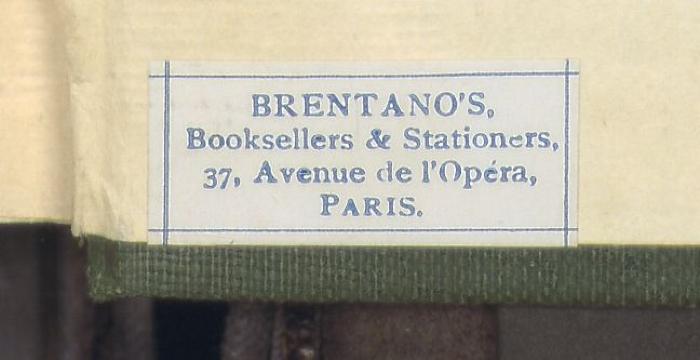 BRENTANO'S,
Booksellers & Stationers,
37, Avenue de l'Opéra,
PARIS.